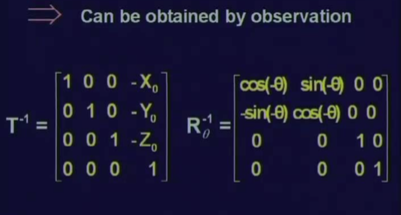 ⇒ Can be obtained by observation
1 0 0 -X₀
0 1 0 -Y₀
T⁻¹ =
0 0 1 -Z₀
0 0 0 1
cos(-θ) sin(-θ) 0 0
-sin(-θ) cos(-θ) 0 0
R_θ⁻¹ =
0 0 1 0
0 0 0 1